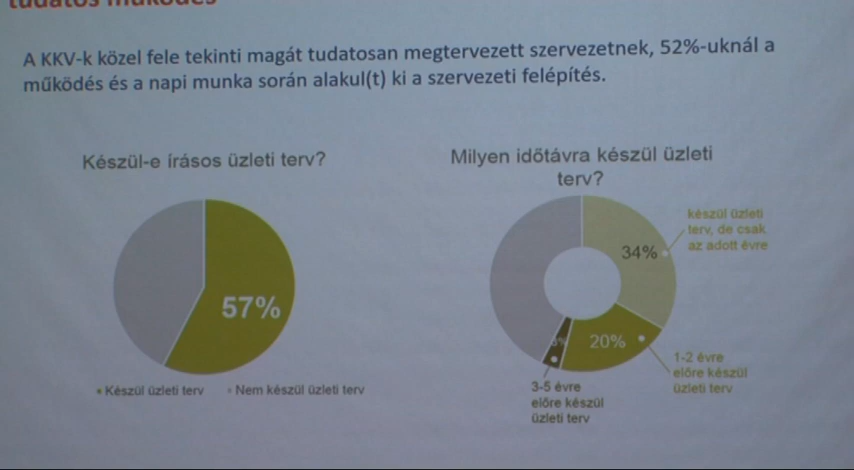 tudatos működés
A KKV-k közel fele tekinti magát tudatosan megtervezett szervezetnek, 52%-uknál a
működés és a napi munka során alakul(t) ki a szervezeti felépítés.
Készül-e írásos üzleti terv?
57%
Készül üzleti terv
Nem készül üzleti terv
Milyen időtávra készül üzleti
terv?
készül üzleti
terv, de csak
az adott évre
34%
20%
3%
1-2 évre
előre készül
üzleti terv
3-5 évre
előre készül
üzleti terv